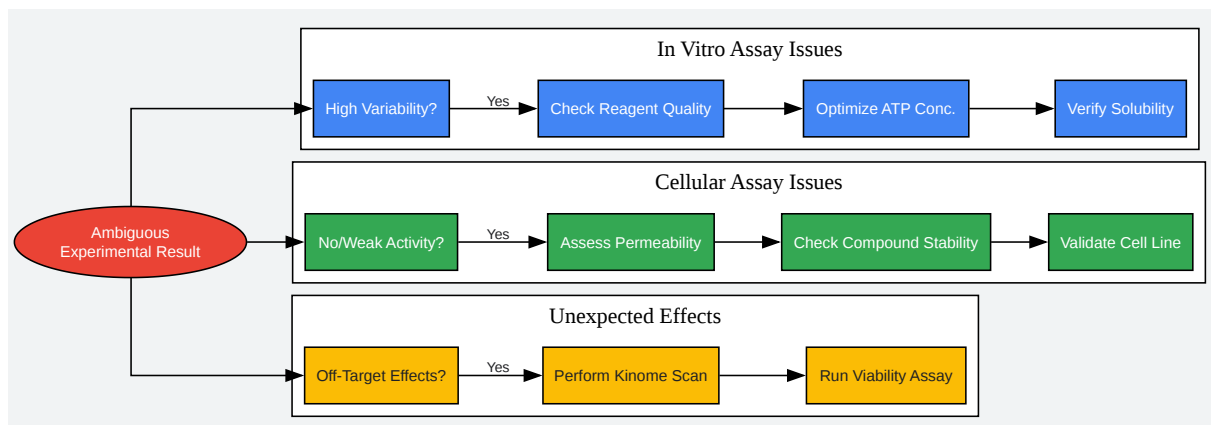 In Vitro Assay Issues
High Variability?
Yes
Check Reagent Quality
Optimize ATP Conc.
Verify Solubility
Cellular Assay Issues
Ambiguous
Experimental Result
No/Weak Activity?
Yes
Assess Permeability
Check Compound Stability
Validate Cell Line
Unexpected Effects
Off-Target Effects?
Yes
Perform Kinome Scan
Run Viability Assay